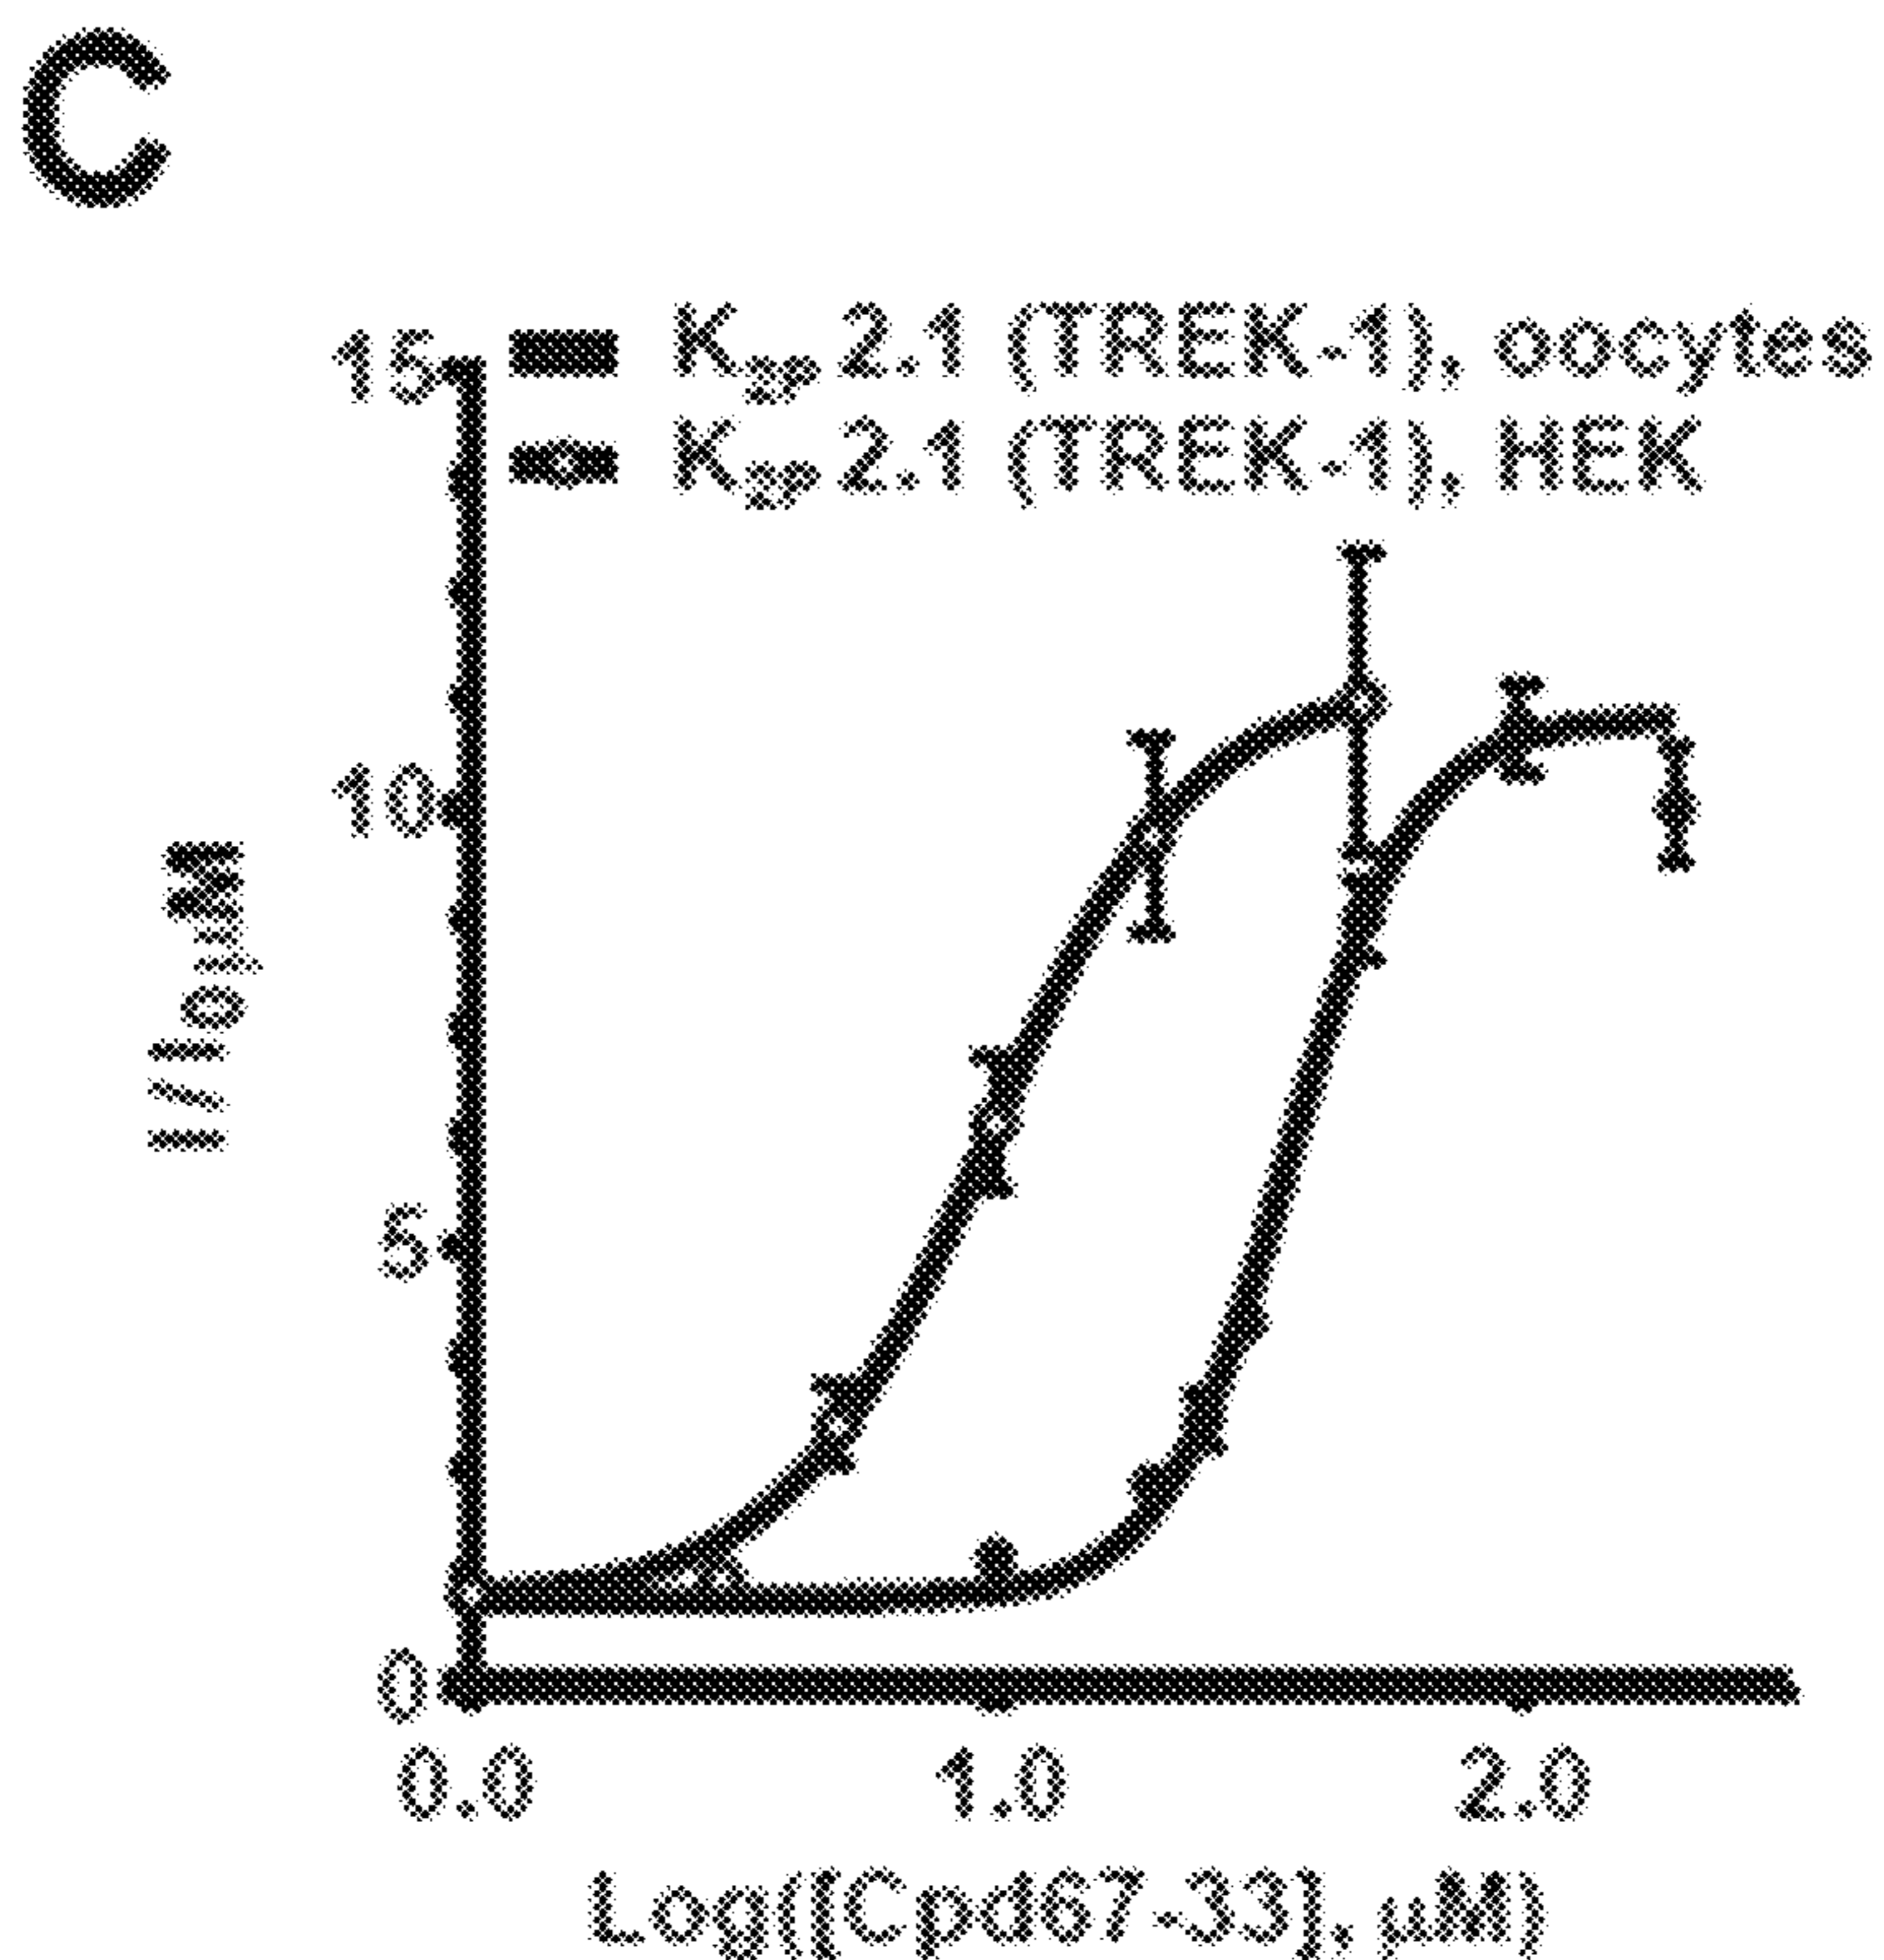 C
K2P 2.1 (TREK-1), oocytes
K2P 2.1 (TREK-1), HEK
15
10
5
0
I / I0µM
0.0 1.0 2.0
Log([Cpd67-33], µM)